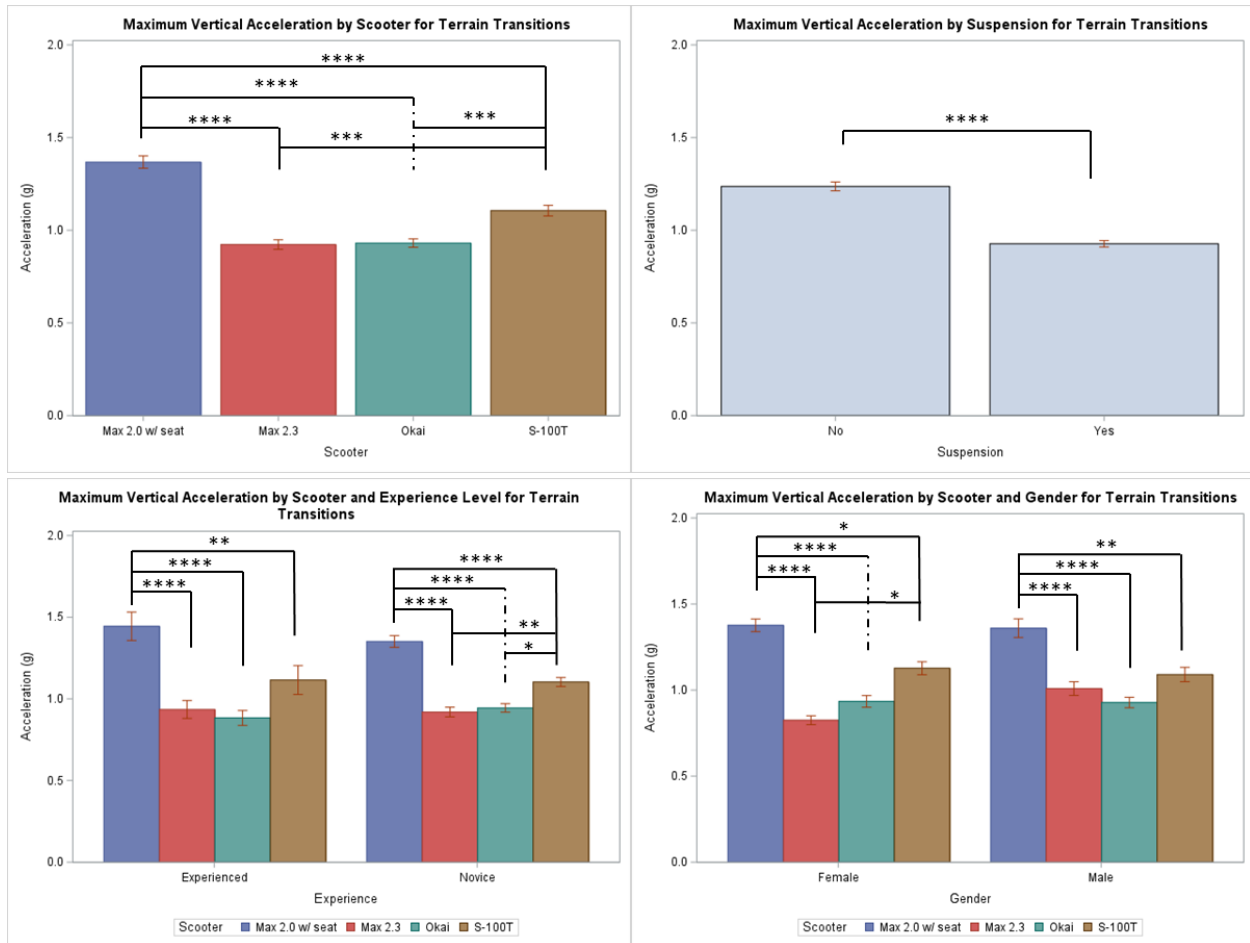 Maximum Vertical Acceleration by Scooter for Terrain Transitions
2.0
1.5
1.0
0.5
0.0
Acceleration (g)
****
****
****
***
***
Max 2.0 w/ seat
Max 2.3
Okai
S-100T
Scooter
Maximum Vertical Acceleration by Suspension for Terrain Transitions
2.0
1.5
1.0
0.5
0.0
Acceleration (g)
****
No
Yes
Suspension
Maximum Vertical Acceleration by Scooter and Experience Level for Terrain
Transitions
2.0
1.5
1.0
0.5
0.0
Acceleration (g)
**
****
****
****
****
****
**
*
Experienced
Novice
Experience
Scooter Max 2.0 w/ seat Max 2.3 Okai S-100T
Maximum Vertical Acceleration by Scooter and Gender for Terrain Transitions
2.0
1.5
1.0
0.5
0.0
Acceleration (g)
*
****
****
*
**
****
****
Female
Male
Gender
Scooter Max 2.0 w/ seat Max 2.3 Okai S-100T